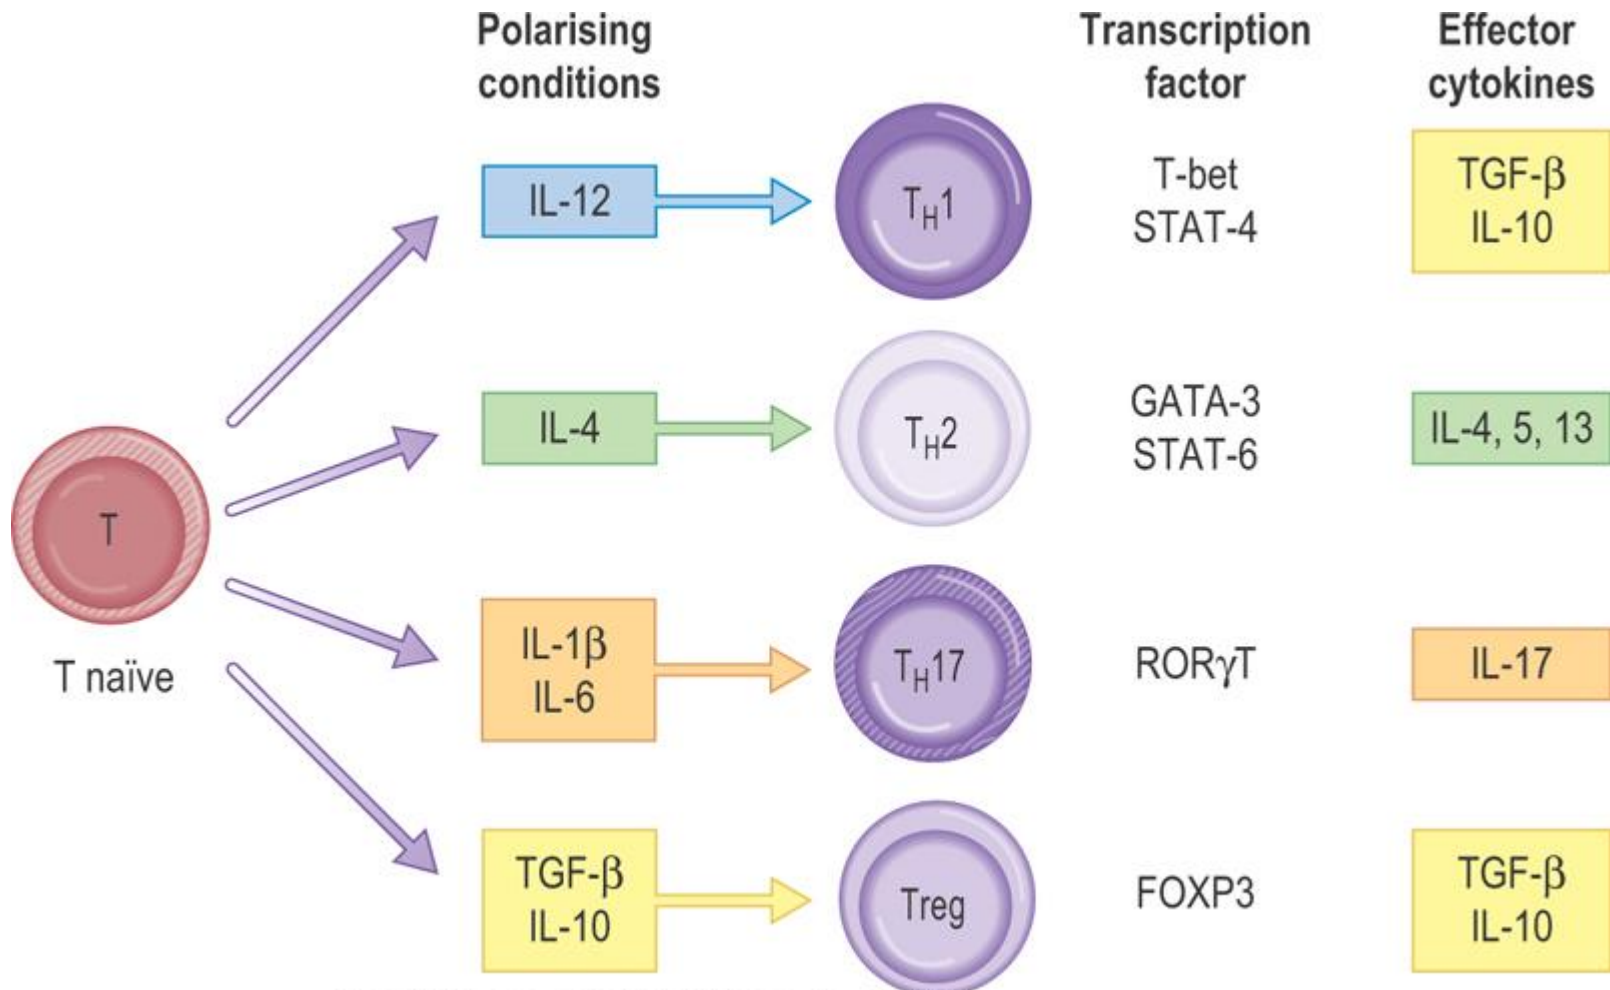 Polarising
conditions
Transcription
factor
Effector
cytokines
IL-12
TH1
T-bet
STAT-4
TGF-β
IL-10
IL-4
TH2
GATA-3
STAT-6
IL-4, 5, 13
T
T naïve
IL-1β
IL-6
TH17
RORγT
IL-17
TGF-β
IL-10
Treg
FOXP3
TGF-β
IL-10